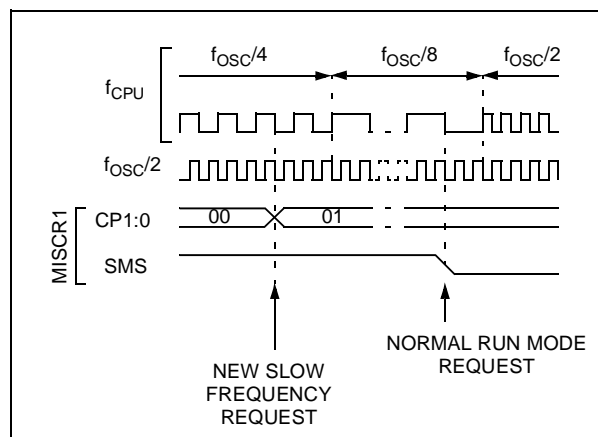 fOSC/4 fOSC/8 fOSC/2
fCPU
fOSC/2
MISCR1
CP1:0 00 01
SMS
NEW SLOW
FREQUENCY
REQUEST
NORMAL RUN MODE
REQUEST